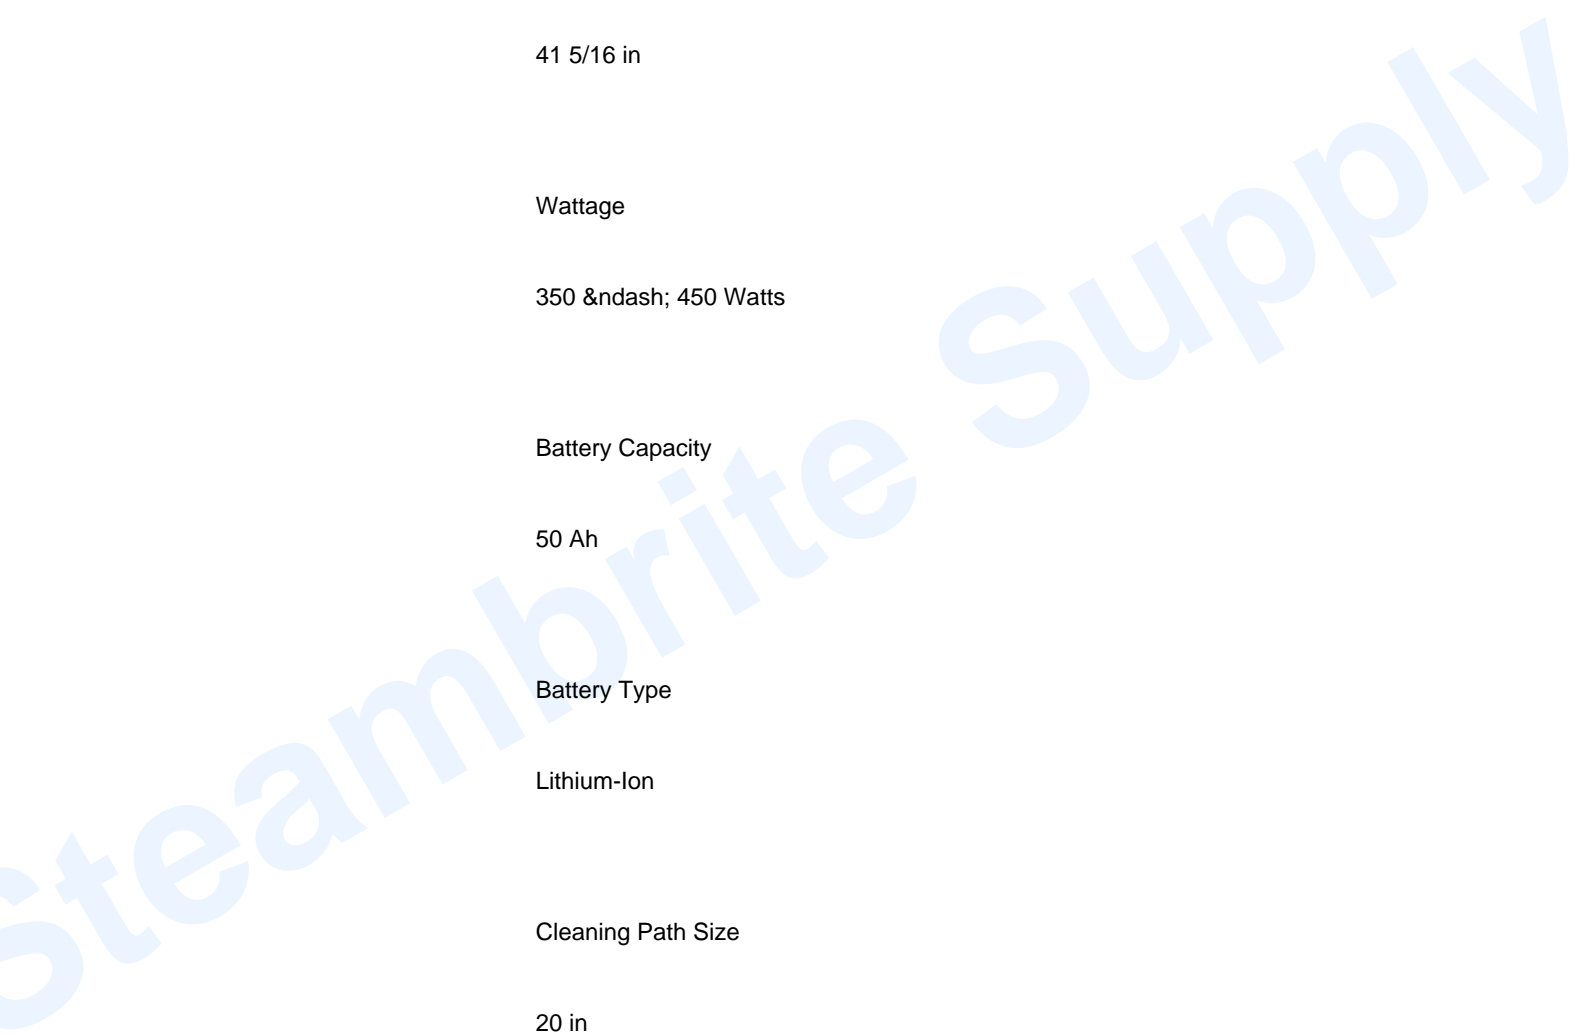 41 5/16 in
Wattage
350 &ndash; 450 Watts
Battery Capacity
50 Ah
Battery Type
Lithium-Ion
Cleaning Path Size
20 in
Steambrite Supply